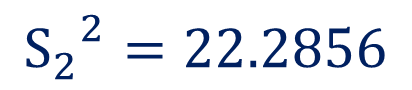 S₂² = 22.2856